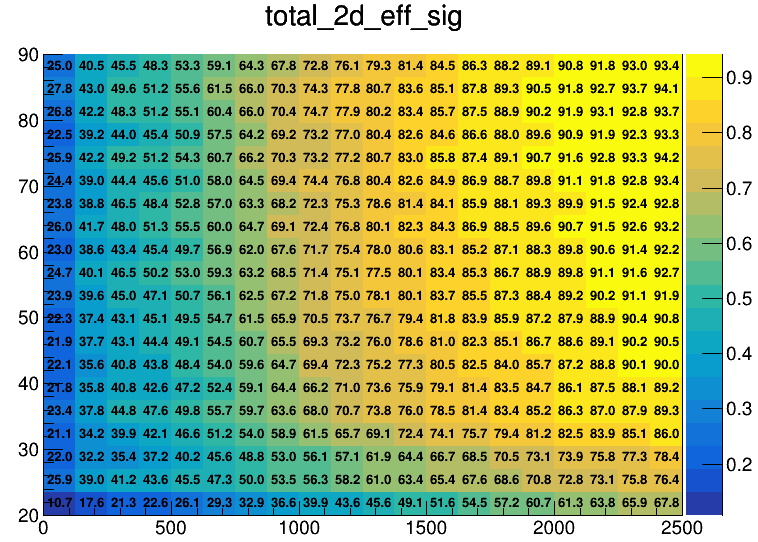 total_2d_eff_sig
90
25.0 40.5 45.5 48.3 53.3 59.1 64.3 67.8 72.8 76.1 79.3 81.4 84.5 86.3 88.2 89.1 90.8 91.8 93.0 93.4
27.8 43.0 49.6 51.2 55.6 61.5 66.0 70.3 74.3 77.8 80.7 83.6 85.1 87.8 89.3 90.5 91.8 92.7 93.7 94.1
0.9
26.8 42.2 48.3 51.2 55.1 60.4 66.0 70.4 74.7 77.9 80.2 83.4 85.7 87.5 88.9 90.2 91.9 93.1 92.8 93.7
80
22.5 39.2 44.0 45.4 50.9 57.5 64.2 69.2 73.2 77.0 80.4 82.6 84.6 86.6 88.0 89.6 90.9 91.9 92.3 93.3
0.8
25.9 42.2 49.2 51.2 54.3 60.7 66.2 70.3 73.2 77.2 80.7 83.0 85.8 87.4 89.1 90.7 91.6 92.8 93.3 94.2
24.4 39.0 44.4 45.6 51.0 58.0 64.5 69.4 74.4 76.8 80.4 82.6 84.9 86.9 88.7 89.8 91.1 91.8 92.8 93.4
70
23.8 38.8 46.5 48.4 52.8 57.0 63.3 68.2 72.3 75.3 78.6 81.4 84.1 85.9 88.1 89.3 89.9 91.5 92.4 92.8
0.7
26.0 41.7 48.0 51.3 55.5 60.0 64.7 69.1 72.4 76.8 80.1 82.3 84.3 86.9 88.5 89.6 90.7 91.5 92.6 93.2
23.0 38.6 43.4 45.4 49.7 56.9 62.0 67.6 71.7 75.4 78.0 80.6 83.1 85.2 87.1 88.3 89.8 90.6 91.4 92.2
0.6
60
24.7 40.1 46.5 50.2 53.0 59.3 63.2 68.5 71.4 75.1 77.5 80.1 83.4 85.3 86.7 88.9 89.8 91.1 91.6 92.7
23.9 39.6 45.0 47.1 50.7 56.1 62.5 67.2 71.8 75.0 78.1 80.1 83.7 85.5 87.3 88.4 89.2 90.2 91.1 91.9
0.5
50
22.3 37.4 43.1 45.1 49.5 54.7 61.5 65.9 70.5 73.7 76.7 79.4 81.8 83.9 85.9 87.2 87.9 88.9 90.4 90.8
21.9 37.7 43.1 44.4 49.1 54.5 60.7 65.5 69.3 73.2 76.0 78.6 81.0 82.3 85.1 86.7 88.6 89.1 90.2 90.5
0.4
22.1 35.6 40.8 43.8 48.4 54.0 59.6 64.7 69.4 72.3 75.2 77.3 80.5 82.5 84.0 85.7 87.2 88.8 90.1 90.0
40
21.8 35.8 40.8 42.6 47.2 52.4 59.1 64.4 66.2 71.0 73.6 75.9 79.1 81.4 83.5 84.7 86.1 87.5 88.1 89.2
23.4 37.8 44.8 47.6 49.8 55.7 59.7 63.6 68.0 70.7 73.8 76.0 78.5 81.4 83.4 85.2 86.3 87.0 87.9 89.3
0.3
21.1 34.2 39.9 42.1 46.6 51.2 54.0 58.9 61.5 65.7 69.1 72.4 74.1 75.7 79.4 81.2 82.5 83.9 85.1 86.0
30
22.0 32.2 35.4 37.2 40.2 45.6 48.8 53.0 56.1 57.1 61.9 64.4 66.7 68.5 70.5 73.1 73.9 75.8 77.3 78.4
0.2
25.9 39.0 41.2 43.6 45.5 47.3 50.0 53.5 56.3 58.2 61.0 63.4 65.4 67.6 68.6 70.8 72.8 73.1 75.8 76.4
10.7 17.6 21.3 22.6 26.1 29.3 32.9 36.6 39.9 43.6 45.6 49.1 51.6 54.5 57.2 60.7 61.3 63.8 65.9 67.8
20
0 500 1000 1500 2000 2500